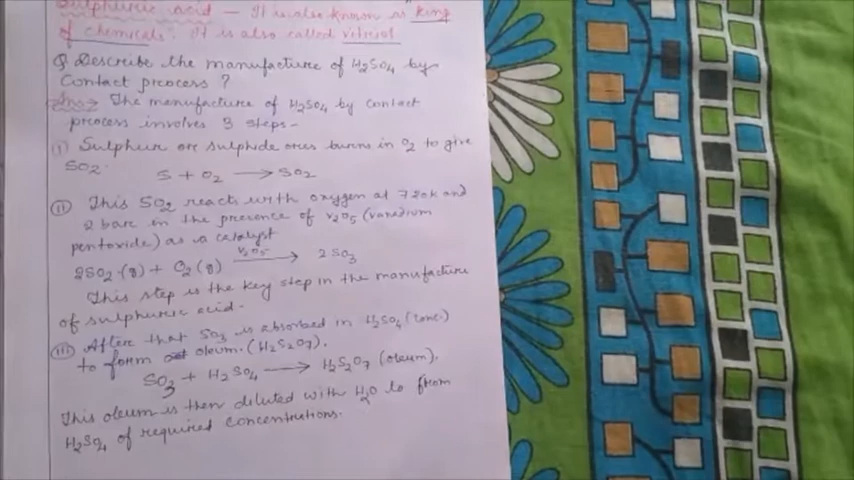 Sulphuric acid - It is also known as "king
of chemicals". It is also called vitriol
Q Describe the manufacture of H2SO4 by
Contact preocess ?
Ans→ The manufacture of H2SO4 by contact
process involves 3 steps -
(i) Sulphur ore sulphide ores burns in O2 to give
SO2.
S + O2 → SO2
(ii) This SO2 reacts with oxygen at 720K and
2 bar in the presence of V2O5 (vanadium
pentoxide) as a catalyst
2SO2 (g) + O2 (g) V2O5→ 2SO3
This step is the key step in the manufacture
of sulphuric acid.
(iii) After that SO3 is absorbed in H2SO4 (conc.)
to form oleum. (H2S2O7).
SO3 + H2SO4 → H2S2O7 (oleum).
This oleum is then diluted with H2O to from
H2SO4 of required concentrations.